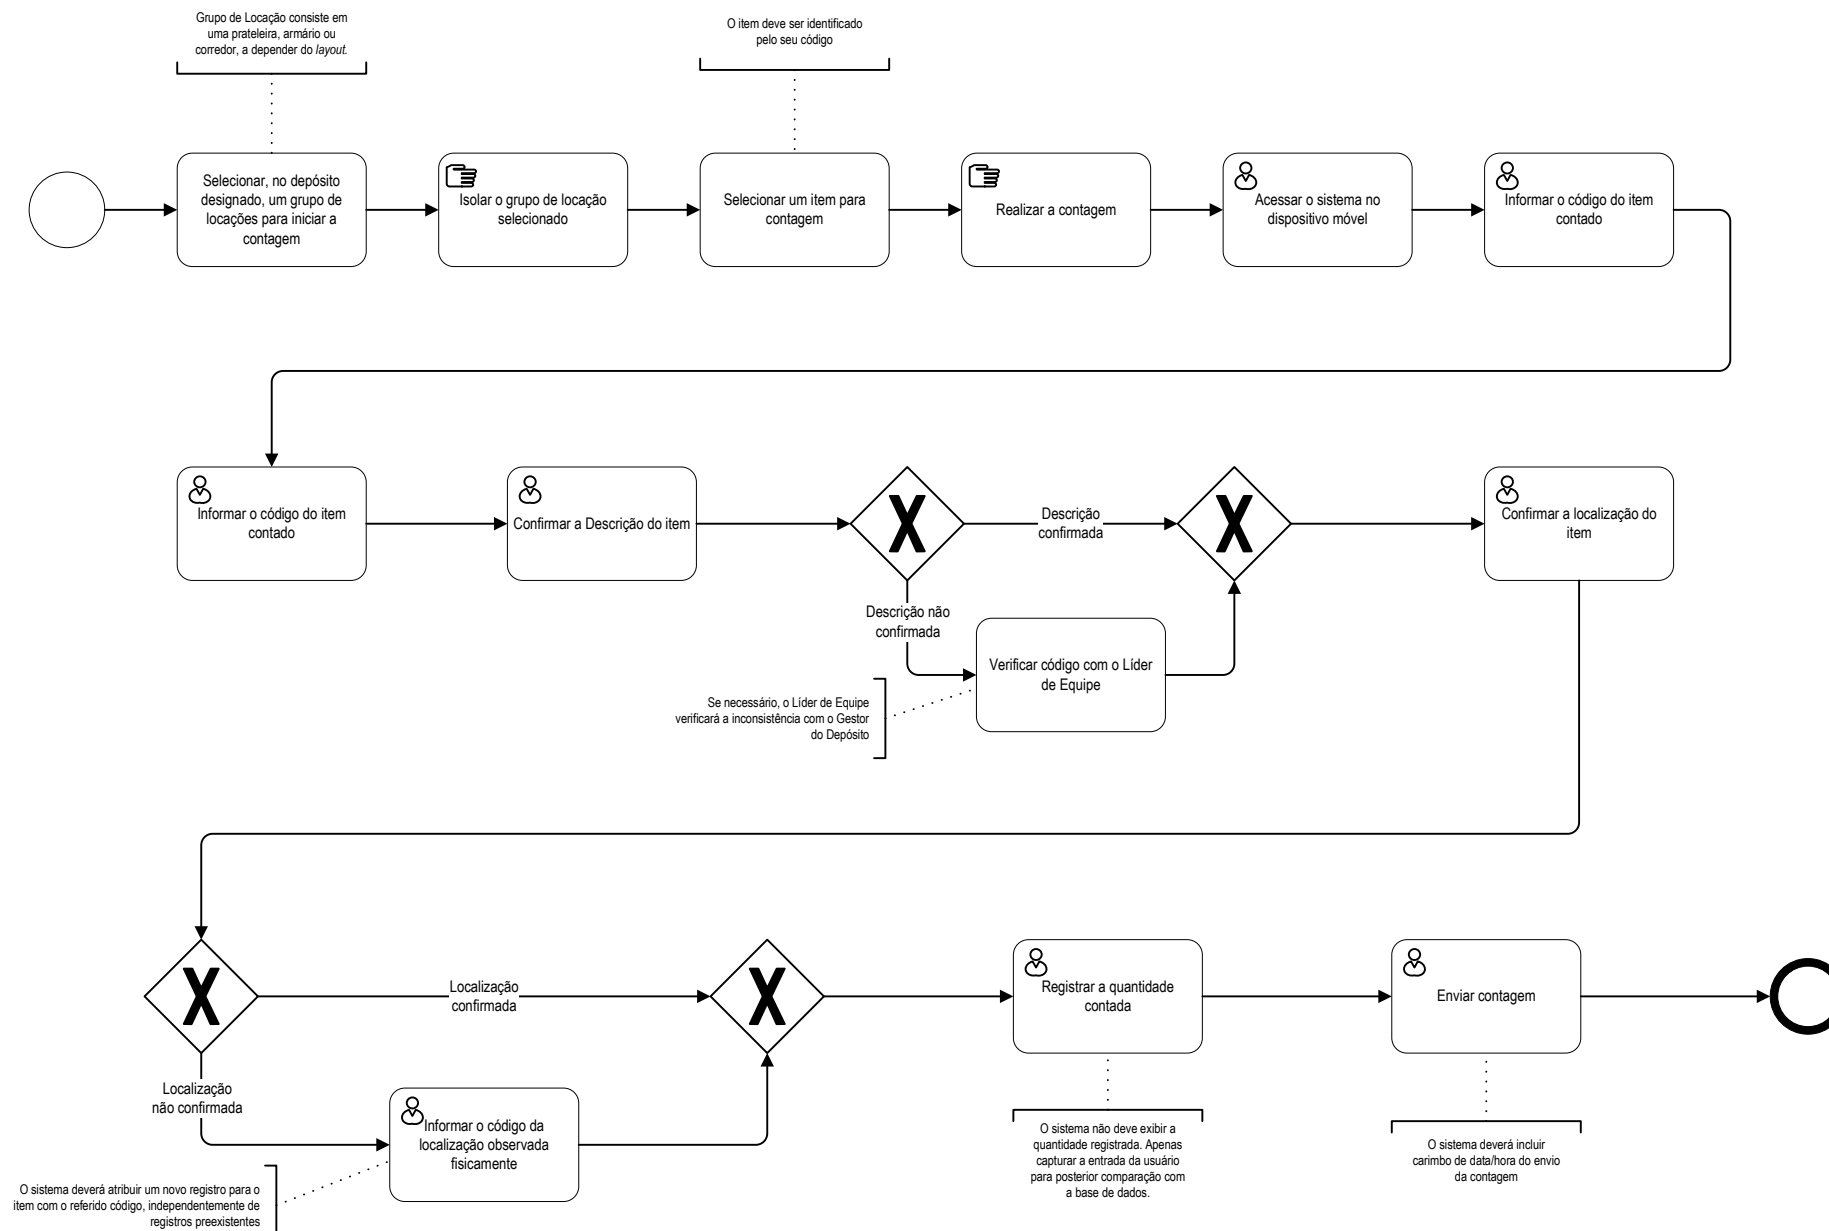 Grupo de Locação consiste em
uma prateleira, armário ou
corredor, a depender do layout.
O item deve ser identificado
pelo seu código
Selecionar, no depósito
designado, um grupo de
locações para iniciar a
contagem
Isolar o grupo de locação
selecionado
Selecionar um item para
contagem
Realizar a contagem
Acessar o sistema no
dispositivo móvel
Informar o código do item
contado
Informar o código do item
contado
Confirmar a Descrição do item
Descrição
confirmada
Confirmar a localização do
item
Descrição não
confirmada
Verificar código com o Líder
de Equipe
Se necessário, o Líder de Equipe
verificará a inconsistência com o Gestor
do Depósito
Localização
confirmada
Registrar a quantidade
contada
Enviar contagem
Localização
não confirmada
Informar o código da
localização observada
fisicamente
O sistema deverá atribuir um novo registro para o
item com o referido código, independentemente de
registros preexistentes
O sistema não deve exibir a
quantidade registrada. Apenas
capturar a entrada da usuário
para posterior comparação com
a base de dados.
O sistema deverá incluir
carimbo de data/hora do envio
da contagem